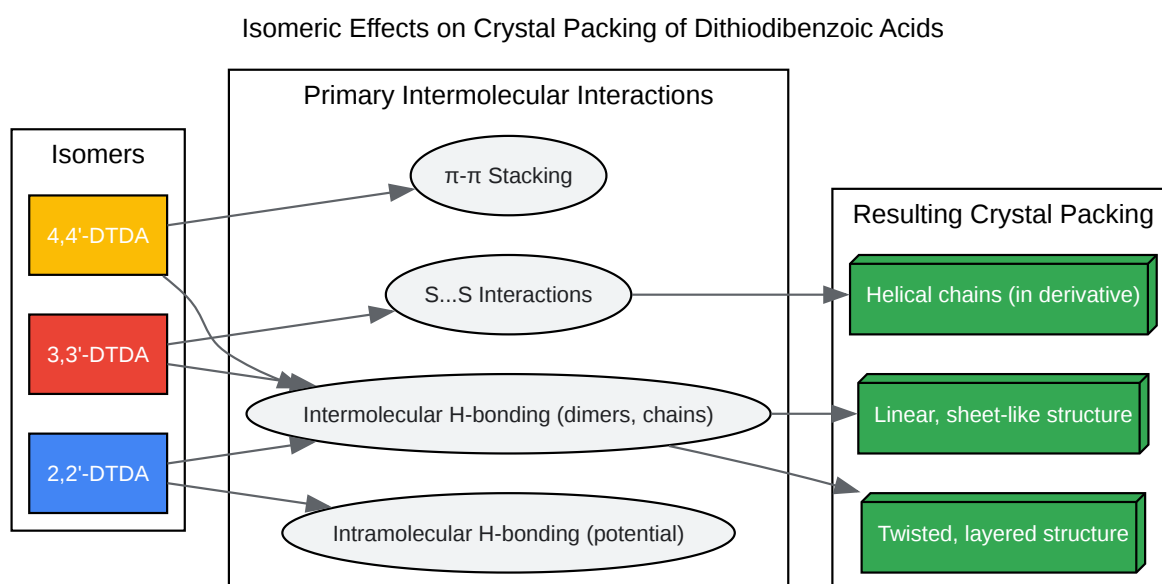 Isomeric Effects on Crystal Packing of Dithiodibenzoic Acids
Isomers
4,4'-DTDA
3,3'-DTDA
2,2'-DTDA
Primary Intermolecular Interactions
π-π Stacking
S...S Interactions
Intermolecular H-bonding (dimers, chains)
Intramolecular H-bonding (potential)
Resulting Crystal Packing
Helical chains (in derivative)
Linear, sheet-like structure
Twisted, layered structure